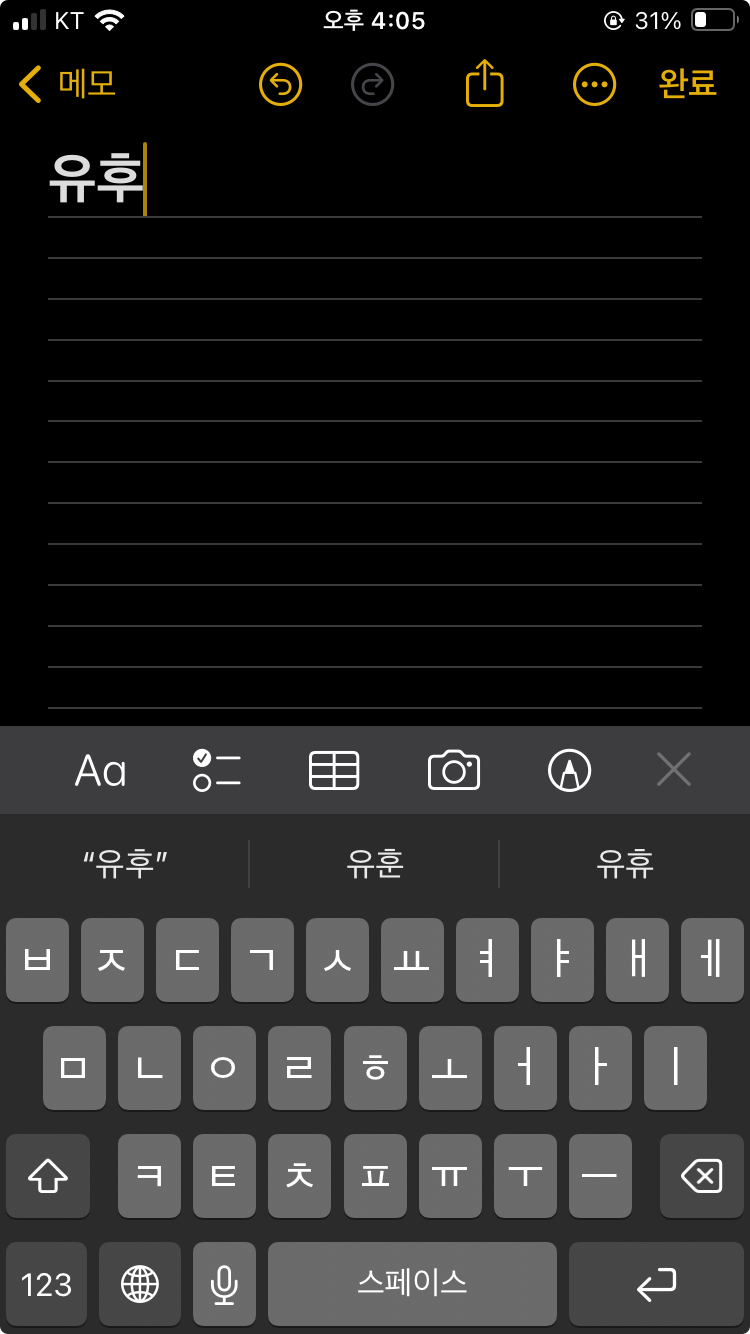 KT 오후 4:05 31%
메모 완료
유후
Aa
“유후” 유훈 유휴
ㅂ ㅈ ㄷ ㄱ ㅅ ㅛ ㅕ ㅑ ㅐ ㅔ
ㅁ ㄴ ㅇ ㄹ ㅎ ㅗ ㅓ ㅏ ㅣ
ㅋ ㅌ ㅊ ㅍ ㅠ ㅜ ㅡ
123 스페이스